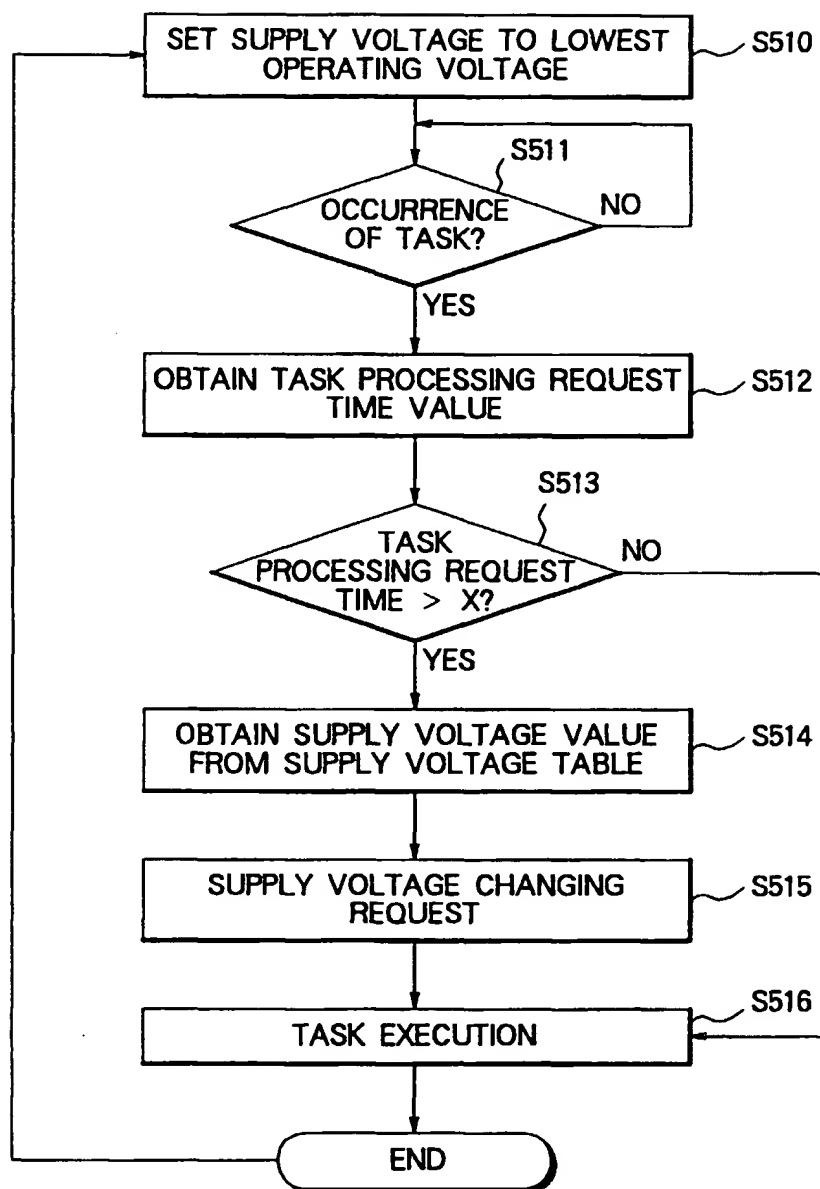 SET SUPPLY VOLTAGE TO LOWEST
OPERATING VOLTAGE
S510
S511
OCCURRENCE
OF TASK?
NO
YES
OBTAIN TASK PROCESSING REQUEST
TIME VALUE
S512
S513
TASK
PROCESSING REQUEST
TIME > X?
NO
YES
OBTAIN SUPPLY VOLTAGE VALUE
FROM SUPPLY VOLTAGE TABLE
S514
SUPPLY VOLTAGE CHANGING
REQUEST
S515
S516
TASK EXECUTION
END